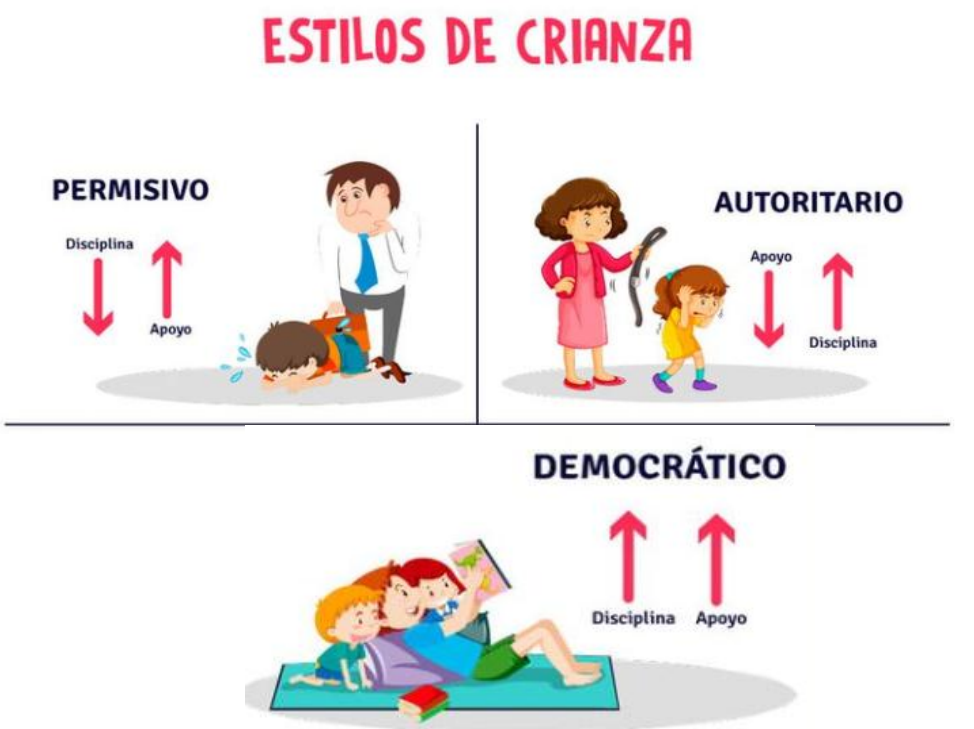 ESTILOS DE CRIANZA
PERMISIVO
Disciplina
Apoyo
AUTORITARIO
Apoyo
Disciplina
DEMOCRÁTICO
Disciplina Apoyo